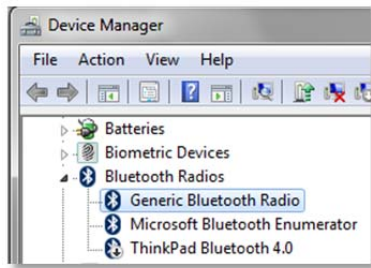 Device Manager
File Action View Help
Batteries
Biometric Devices
Bluetooth Radios
Generic Bluetooth Radio
Microsoft Bluetooth Enumerator
ThinkPad Bluetooth 4.0